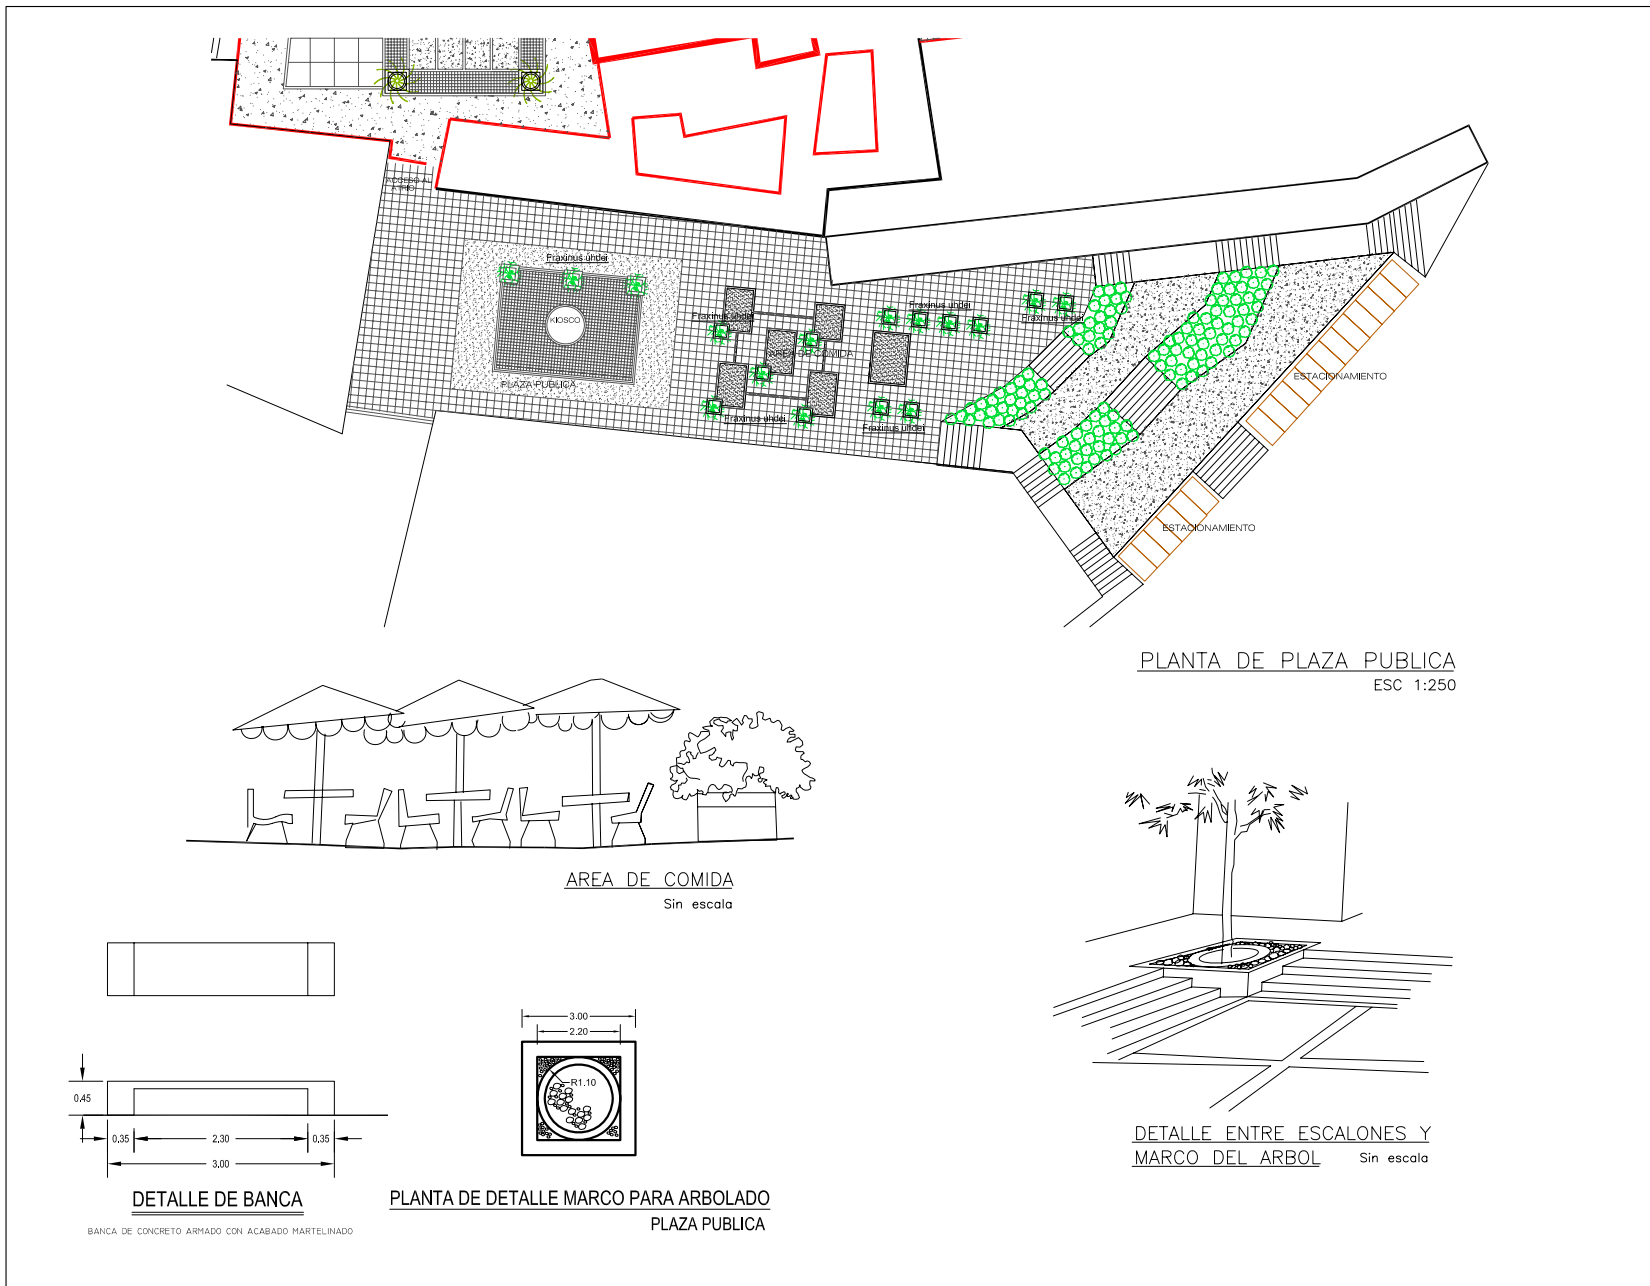 ACCESO AL
ATRIO
Fraxinus uhdei
KIOSCO
PLAZA PUBLICA
Fraxinus uhdei
AREA DE COMIDA
Fraxinus uhdei
Fraxinus uhdei
Fraxinus uhdei
Fraxinus uhdei
ESTACIONAMIENTO
ESTACIONAMIENTO
PLANTA DE PLAZA PUBLICA
ESC 1:250
AREA DE COMIDA
Sin escala
0.45
0.35
2.30
0.35
3.00
DETALLE DE BANCA
BANCA DE CONCRETO ARMADO CON ACABADO MARTELINADO
3.00
2.20
R1.10
PLANTA DE DETALLE MARCO PARA ARBOLADO
PLAZA PUBLICA
DETALLE ENTRE ESCALONES Y
MARCO DEL ARBOL Sin escala